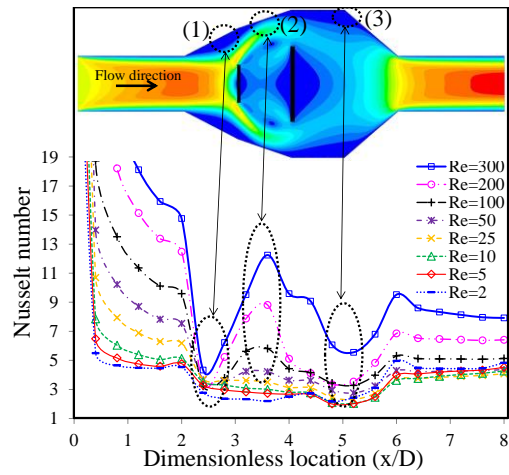 (1)
(2)
(3)
Flow direction
Nusselt number
19
17
15
13
11
9
7
5
3
1
Re=300
Re=200
Re=100
Re=50
Re=25
Re=10
Re=5
Re=2
0 1 2 3 4 5 6 7 8
Dimensionless location (x/D)